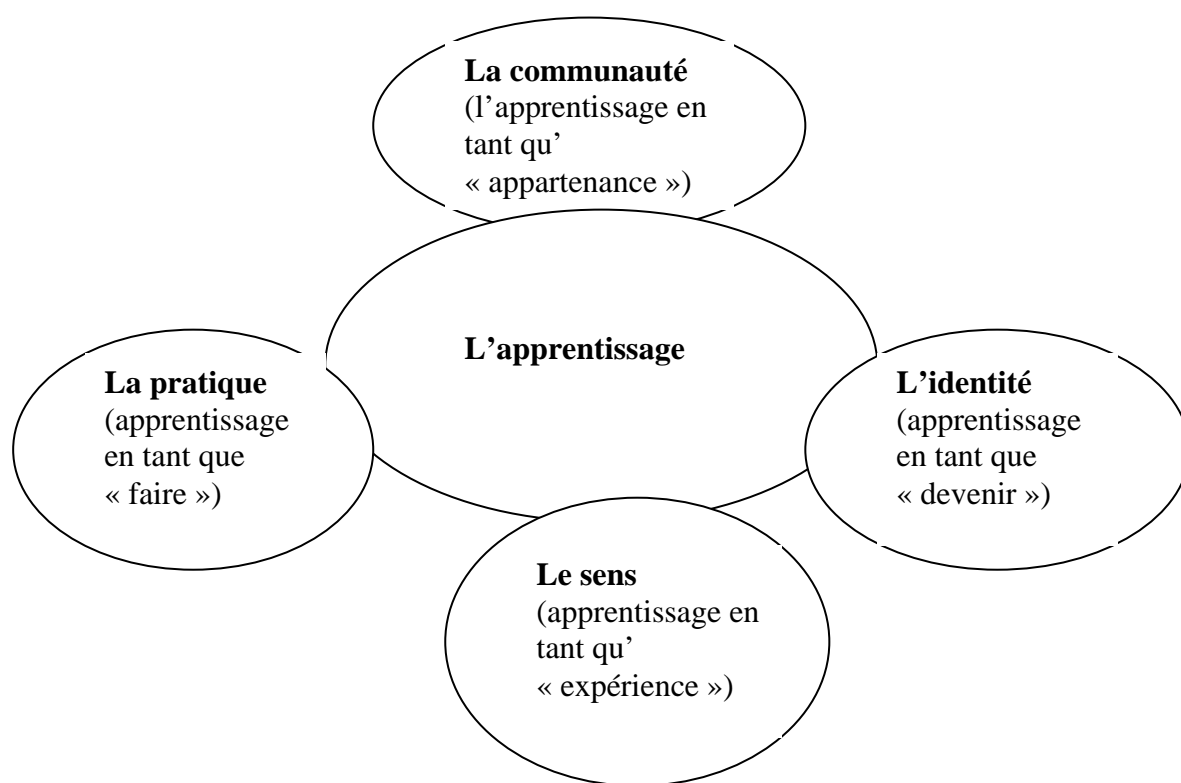 La communauté
(l’apprentissage en
tant qu’
« appartenance »)
L’apprentissage
La pratique
(apprentissage
en tant que
« faire »)
L’identité
(apprentissage
en tant que
« devenir »)
Le sens
(apprentissage en
tant qu’
« expérience »)